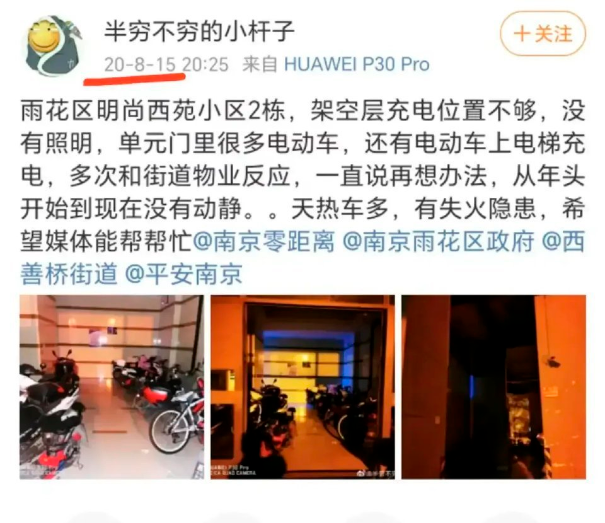 半穷不穷的小杆子
+关注
20-8-15 20:25 来自 HUAWEI P30 Pro
雨花区明尚西苑小区2栋，架空层充电位置不够，没
有照明，单元门里很多电动车，还有电动车上电梯充
电，多次和街道物业反应，一直说再想办法，从年头
开始到现在没有动静。。天热车多，有失火隐患，希
望媒体能帮帮忙@南京零距离 @南京雨花区政府 @西
善桥街道 @平安南京
HUAWEI P30 Pro
HUAWEI P30 Pro